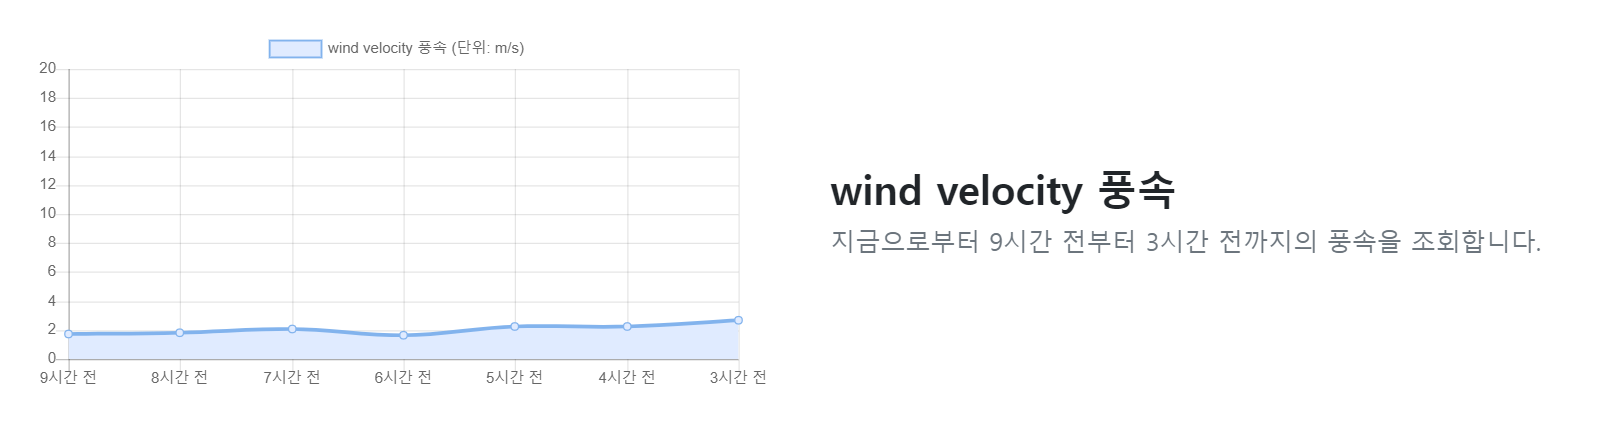 wind velocity 풍속 (단위: m/s)
20
18
16
14
12
10
8
6
4
2
0
9시간 전
8시간 전
7시간 전
6시간 전
5시간 전
4시간 전
3시간 전
wind velocity 풍속
지금으로부터 9시간 전부터 3시간 전까지의 풍속을 조회합니다.